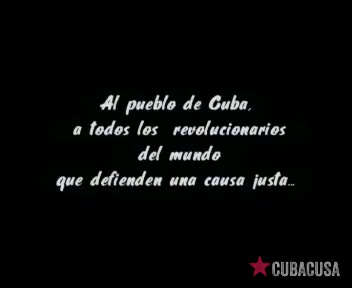 Al pueblo de Cuba,
a todos los revolucionarios
del mundo
que defienden una causa justa...
CUBACUSA